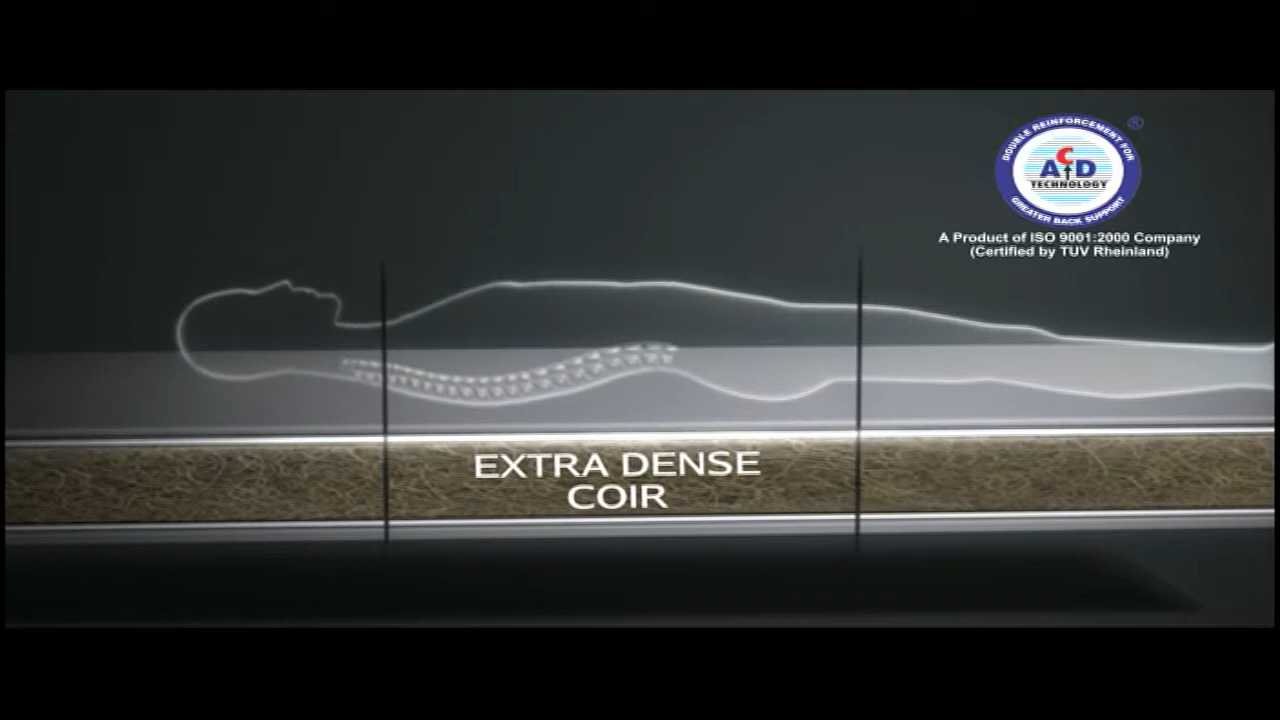 DOUBLE REINFORCEMENT FOR
ACD
TECHNOLOGY
GREATER BACK SUPPORT
®
A Product of ISO 9001:2000 Company
(Certified by TUV Rheinland)
EXTRA DENSE
COIR